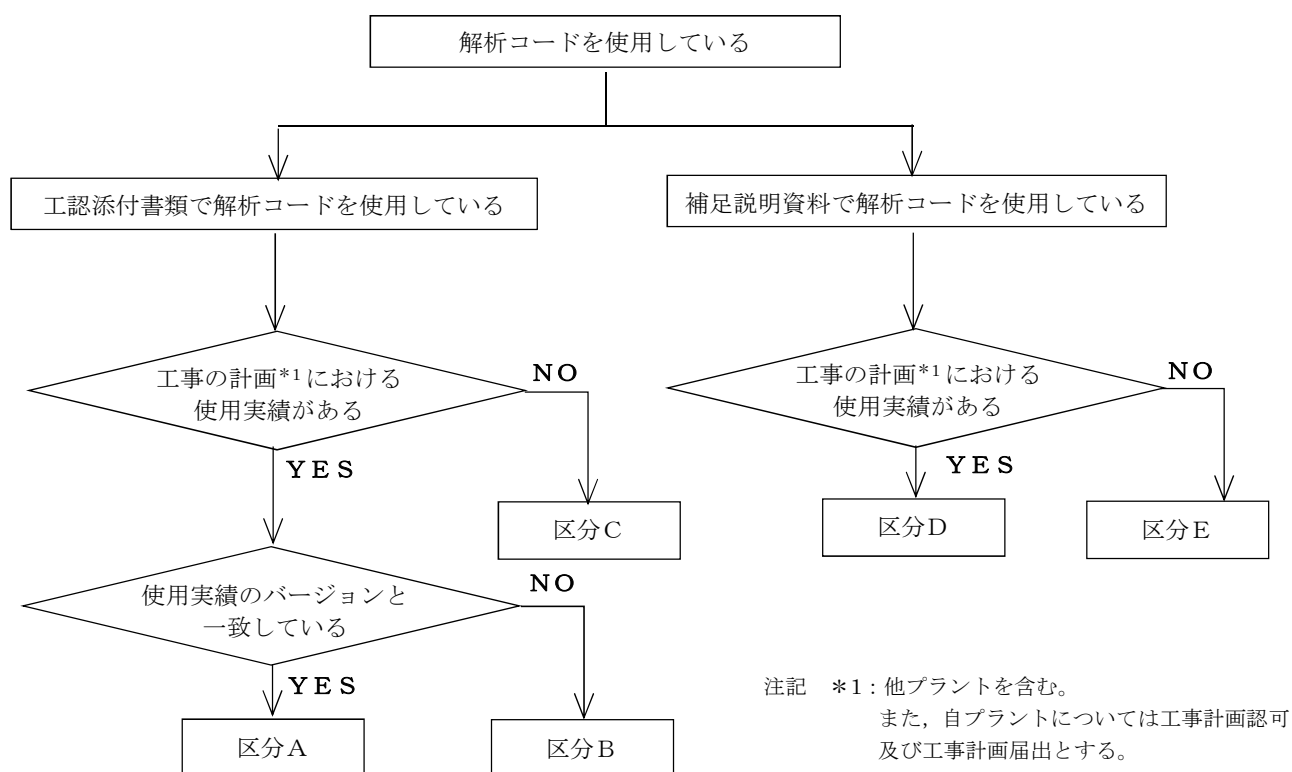 解析コードを使用している
工認添付書類で解析コードを使用している
補足説明資料で解析コードを使用している
工事の計画*1における
使用実績がある
NO
YES
工事の計画*1における
使用実績がある
NO
YES
区分C
区分D
区分E
使用実績のバージョンと
一致している
NO
YES
区分A
区分B
注記 *1:他プラントを含む。
また,自プラントについては工事計画認可
及び工事計画届出とする。